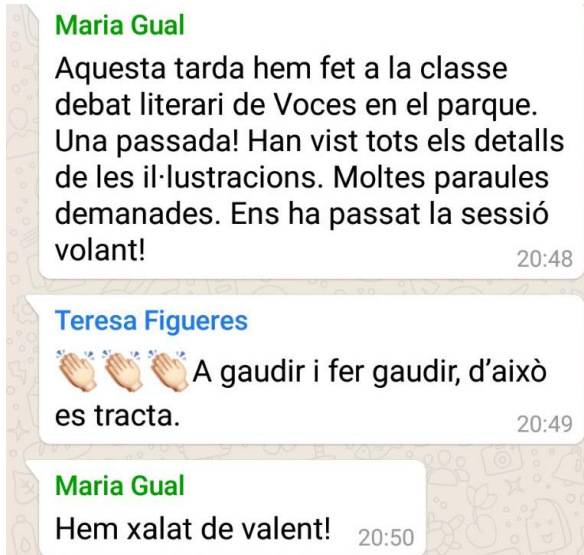 Maria Gual
Aquesta tarda hem fet a la classe
debat literari de Voces en el parque.
Una passada! Han vist tots els detalls
de les il·lustracions. Moltes paraules
demanades. Ens ha passat la sessió
volant!
20:48
Teresa Figueres
👏🏻👏🏻👏🏻A gaudir i fer gaudir, d’això
es tracta.
20:49
Maria Gual
Hem xalat de valent! 20:50